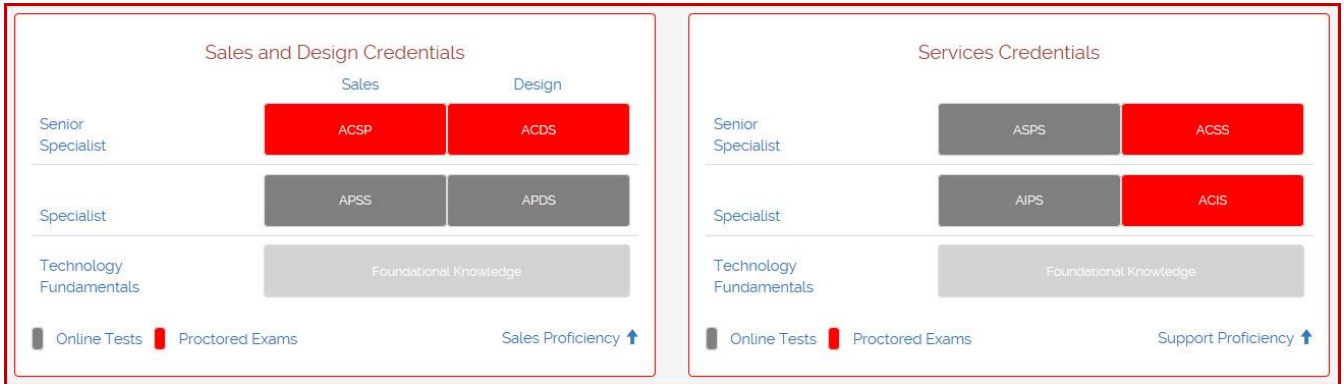 Sales and Design Credentials
Sales Design
Senior
Specialist
ACSP ACDS
Specialist
APSS APDS
Technology
Fundamentals
Foundational Knowledge
Online Tests Proctored Exams Sales Proficiency
Services Credentials
Senior
Specialist
ASPS ACSS
Specialist
AIPS ACIS
Technology
Fundamentals
Foundational Knowledge
Online Tests Proctored Exams Support Proficiency